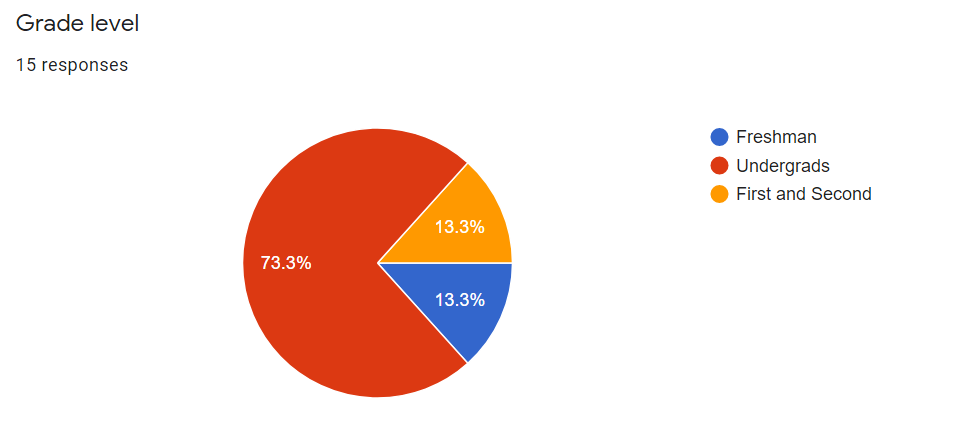 Grade level
15 responses
Freshman
Undergrads
First and Second
13.3%
73.3%
13.3%